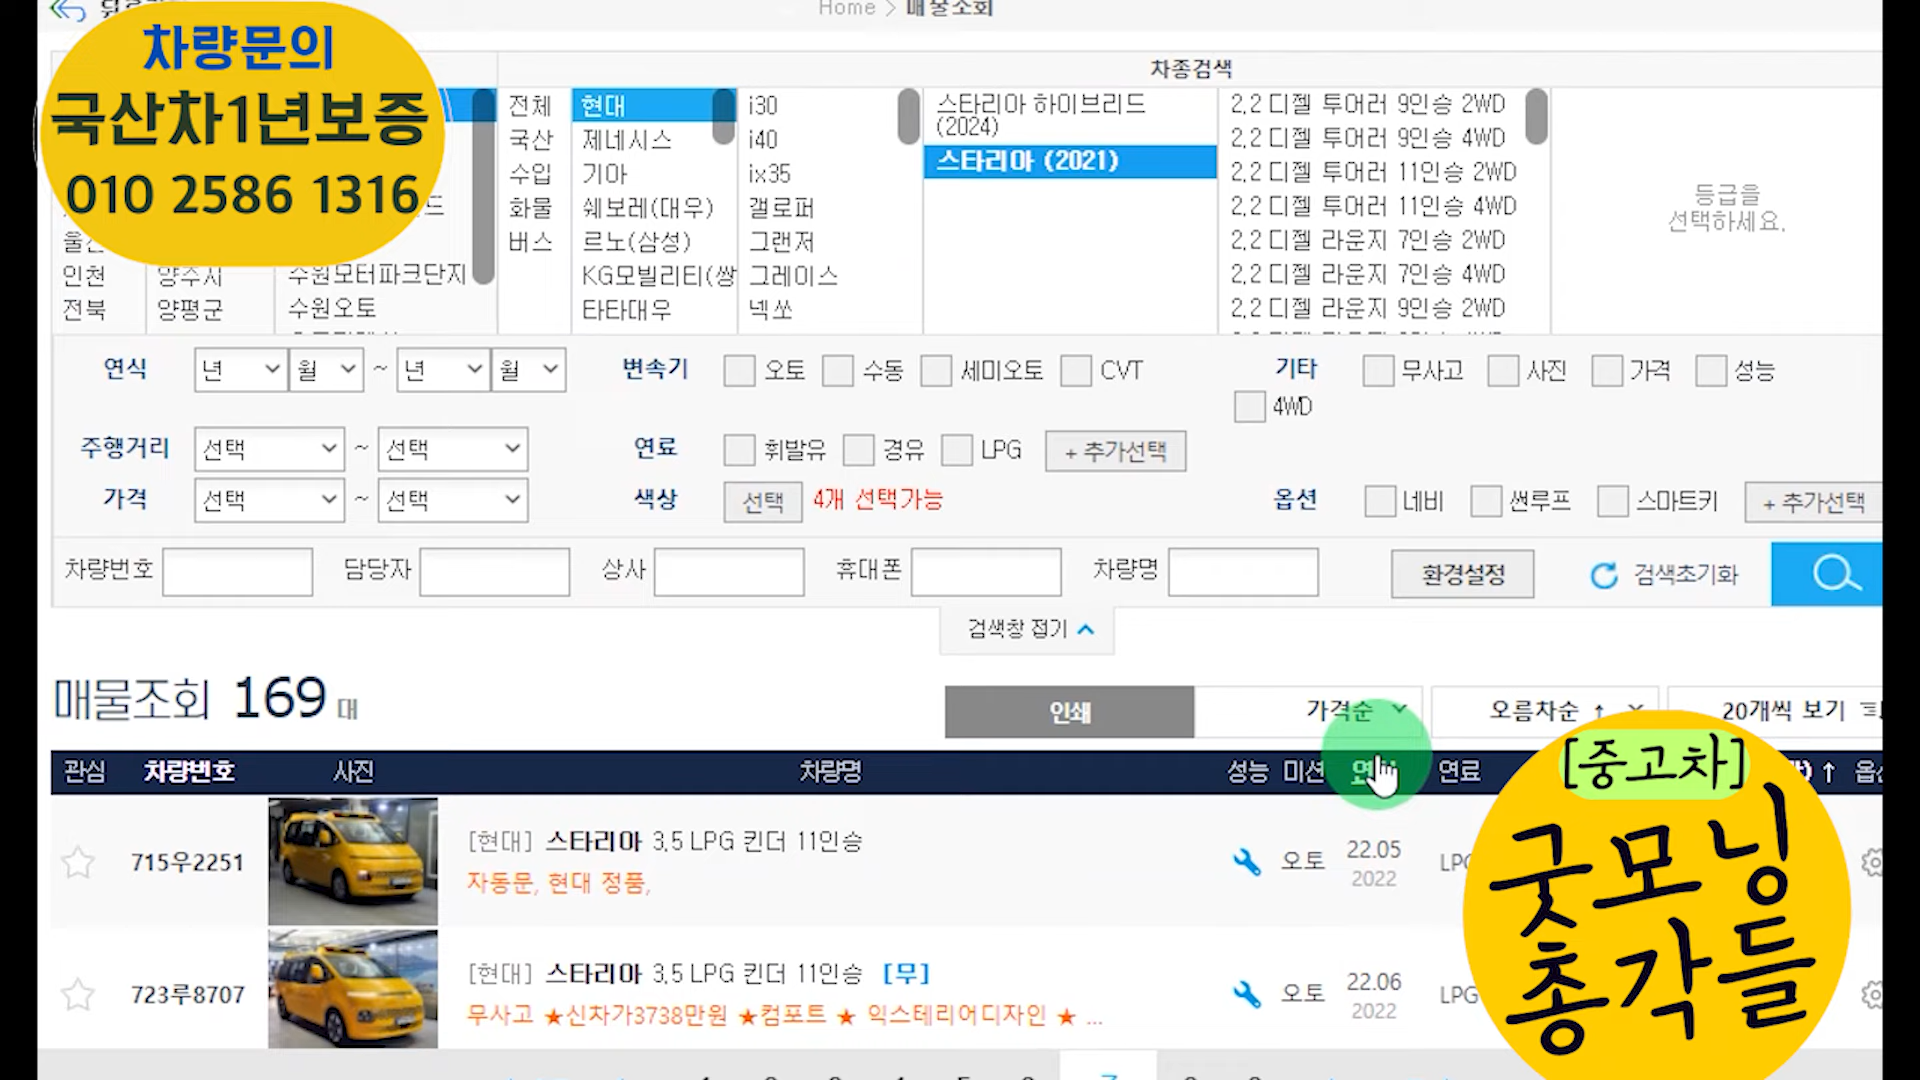 Home > 매물조회
차량문의
국산차1년보증
010 2586 1316
차종검색
인천
전북
양주시
양평군
수원모터파크단지
수원오토
전체
국산
수입
화물
버스
현대
제네시스
기아
쉐보레(대우)
르노(삼성)
KG모빌리티(쌍
타타대우
i30
i40
ix35
갤로퍼
그랜저
그레이스
넥쏘
스타리아 하이브리드
(2024)
스타리아 (2021)
2.2 디젤 투어러 9인승 2WD
2.2 디젤 투어러 9인승 4WD
2.2 디젤 투어러 11인승 2WD
2.2 디젤 투어러 11인승 4WD
2.2 디젤 라운지 7인승 2WD
2.2 디젤 라운지 7인승 4WD
2.2 디젤 라운지 9인승 2WD
등급을
선택하세요.
연식 년 월 ~ 년 월 변속기 오토 수동 세미오토 CVT 기타 무사고 사진 가격 성능
4WD
주행거리 선택 ~ 선택 연료 휘발유 경유 LPG + 추가선택
가격 선택 ~ 선택 색상 선택 4개 선택가능 옵션 네비 썬루프 스마트키 + 추가선택
차량번호 담당자 상사 휴대폰 차량명 환경설정 검색초기화
검색창 접기
매물조회 169 대
인쇄 가격순 오름차순 ↑ 20개씩 보기
관심 차량번호 사진 차량명 성능 미션 연료 ↑
715우2251 [현대] 스타리아 3.5 LPG 킨더 11인승 오토 22.05
2022
자동문, 현대 정품,
723루8707 [현대] 스타리아 3.5 LPG 킨더 11인승 [무] 오토 22.06 LPG
2022
무사고 ★신차가3738만원 ★컴포트 ★ 익스테리어디자인 ★ ...
[중고차]
굿모닝
총각들